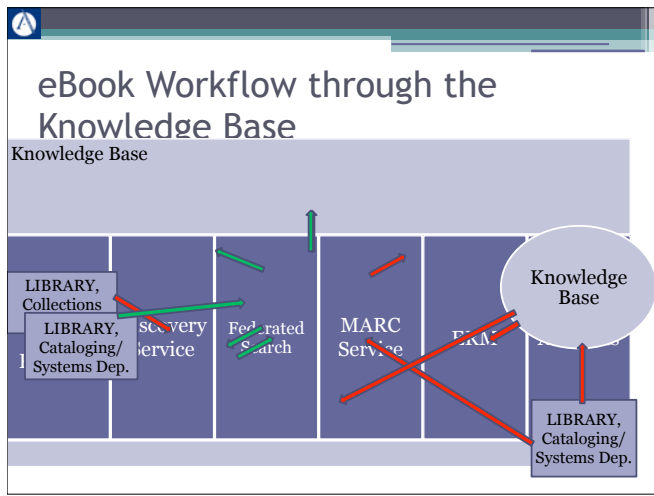 eBook Workflow through the
Knowledge Base
Knowledge Base
LIBRARY,
Collections
LIBRARY,
Cataloging/
Systems Dep.
Service
Federated
Search
MARC
Service
ERM
Knowledge
Base
LIBRARY,
Cataloging/
Systems Dep.